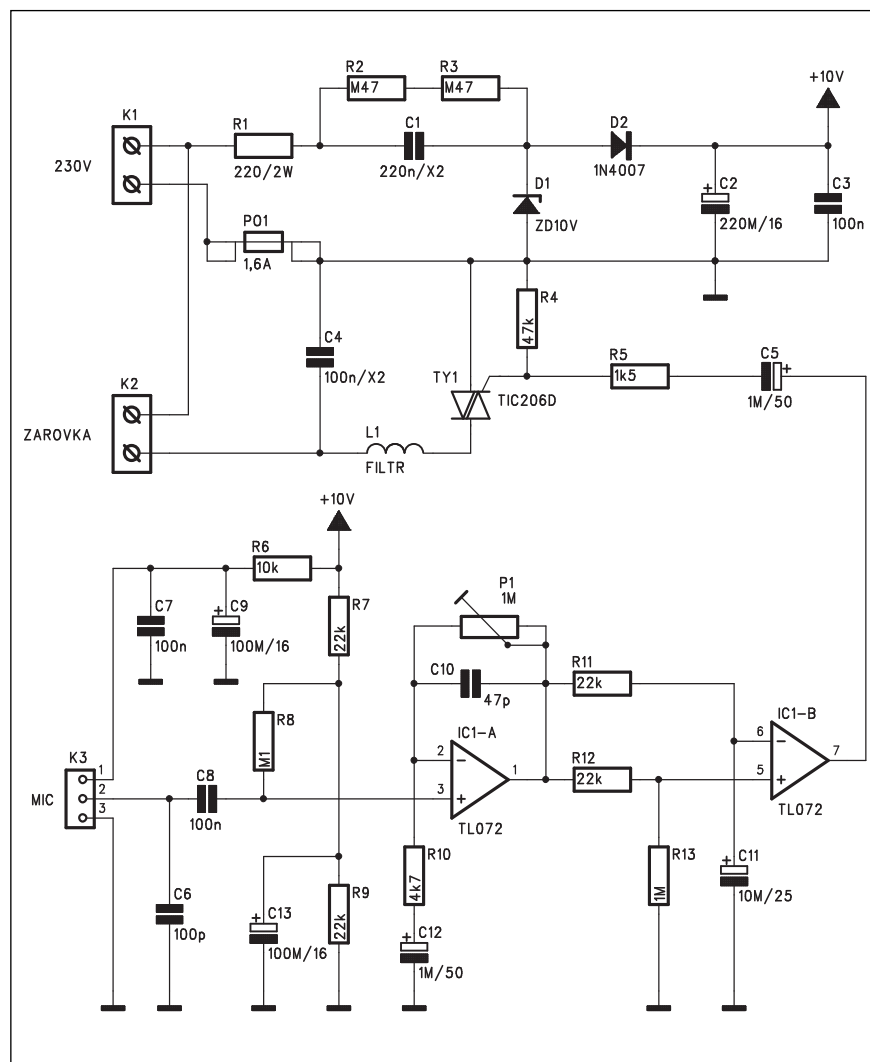 R2
M47
R3
M47
+10V
K1
230V
R1
220/2W
C1
220n/X2
D2
1N4007
D1
ZD10V
C2
+
220M/16
C3
100n
PO1
1,6A
R4
47k
C4
100n/X2
TY1
TIC206D
R5
1k5
C5
+
1M/50
K2
ZAROVKA
L1
FILTR
+10V
R6
10k
C7
100n
C9
+
100M/16
R7
22k
P1
1M
R8
M1
C10
47p
R11
22k
IC1-A
2
-
3
+
1
TL072
R12
22k
IC1-B
6
-
5
+
7
TL072
K3
1
2
3
MIC
C8
100n
C6
100p
C13
+
100M/16
R9
22k
R10
4k7
C12
+
1M/50
R13
1M
C11
+
10M/25